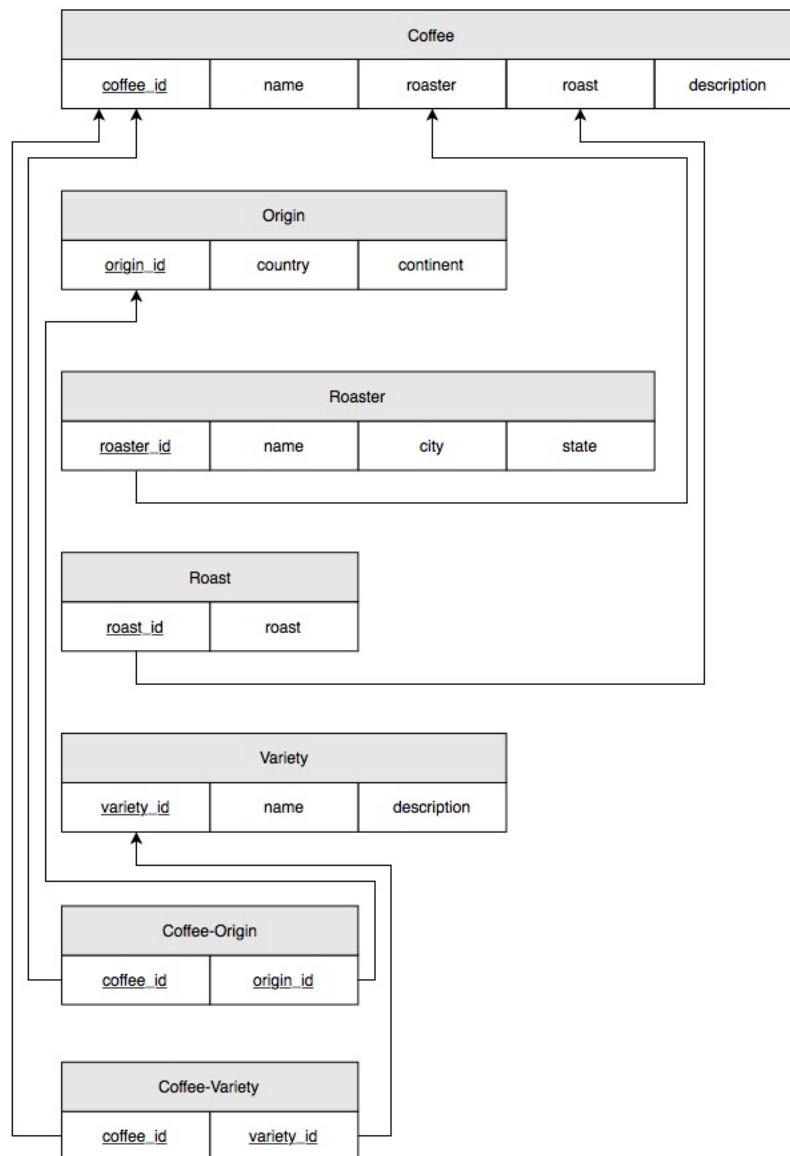 Coffee
coffee_id name roaster roast description
Origin
origin_id country continent
Roaster
roaster_id name city state
Roast
roast_id roast
Variety
variety_id name description
Coffee-Origin
coffee_id origin_id
Coffee-Variety
coffee_id variety_id